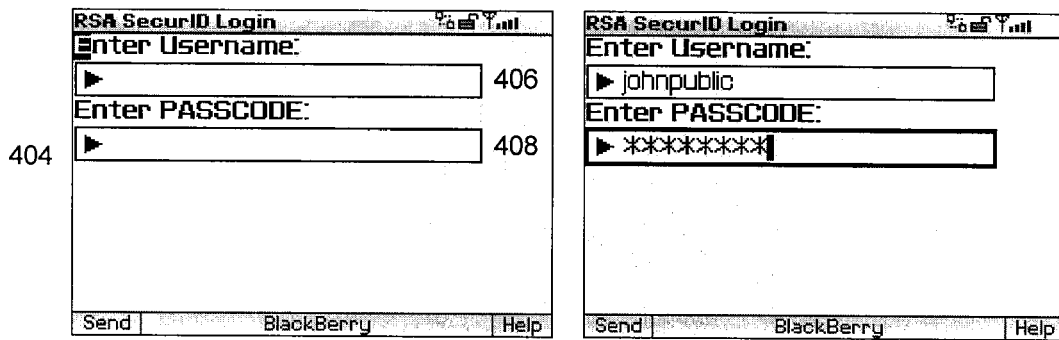 RSA SecurID Login
Enter Username:
406
Enter PASSCODE:
404
408
Send BlackBerry Help
RSA SecurID Login
Enter Username:
johnpublic
Enter PASSCODE:
********
Send BlackBerry Help